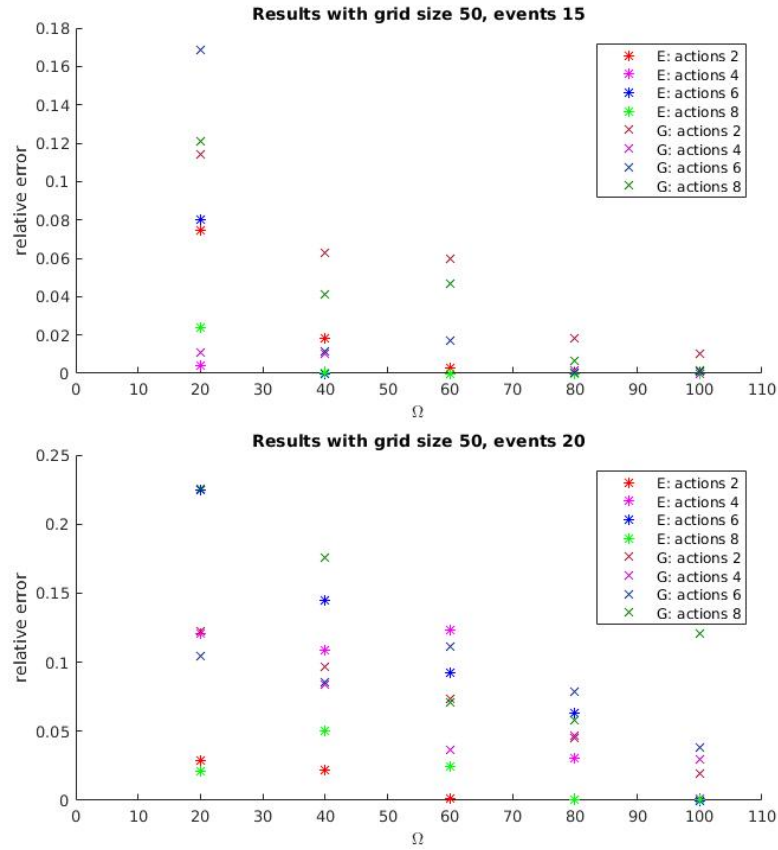 Results with grid size 50, events 15
0.18
0.16
0.14
0.12
0.1
0.08
0.06
0.04
0.02
0
relative error
E: actions 2
E: actions 4
E: actions 6
E: actions 8
G: actions 2
G: actions 4
G: actions 6
G: actions 8
0 10 20 30 40 50 60 70 80 90 100 110
Ω
Results with grid size 50, events 20
0.25
0.2
0.15
0.1
0.05
0
relative error
E: actions 2
E: actions 4
E: actions 6
E: actions 8
G: actions 2
G: actions 4
G: actions 6
G: actions 8
0 10 20 30 40 50 60 70 80 90 100 110
Ω